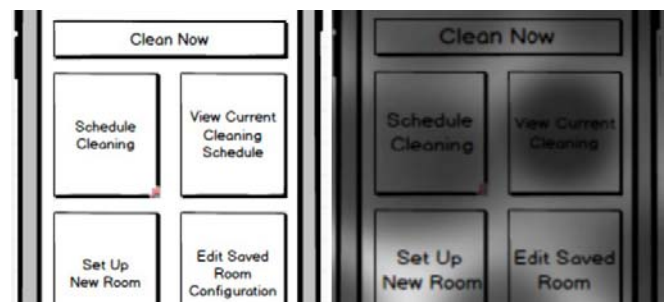 Clean Now
Schedule
Cleaning
View Current
Cleaning
Schedule
Set Up
New Room
Edit Saved
Room
Configuration
Clean Now
Schedule
Cleaning
View Current
Cleaning
Set Up
New Room
Edit Saved
Room